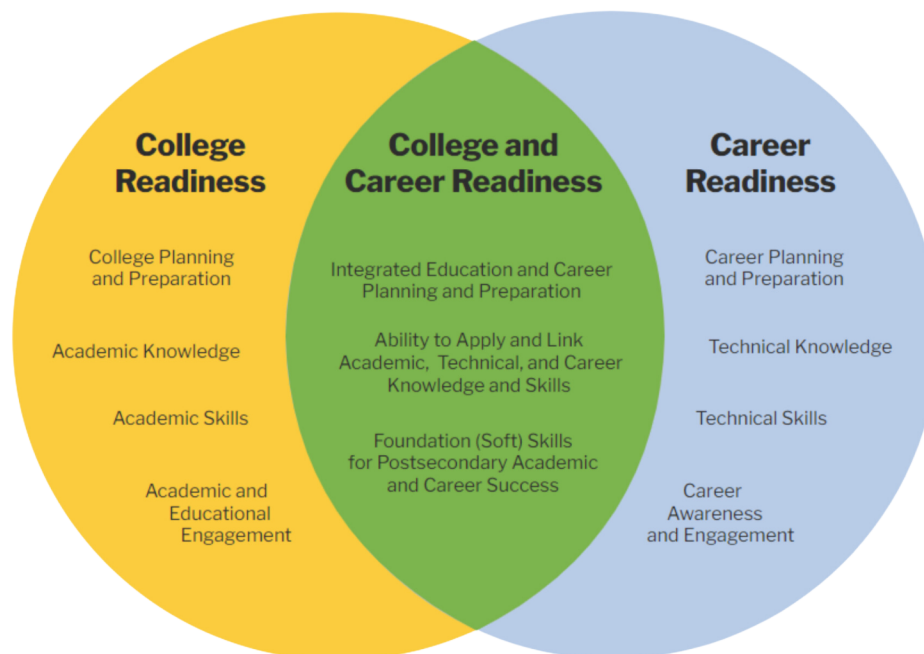 College
Readiness
College Planning
and Preparation
Academic Knowledge
Academic Skills
Academic and
Educational
Engagement
College and
Career Readiness
Integrated Education and Career
Planning and Preparation
Ability to Apply and Link
Academic, Technical, and Career
Knowledge and Skills
Foundation (Soft) Skills
for Postsecondary Academic
and Career Success
Career
Readiness
Career Planning
and Preparation
Technical Knowledge
Technical Skills
Career
Awareness
and Engagement